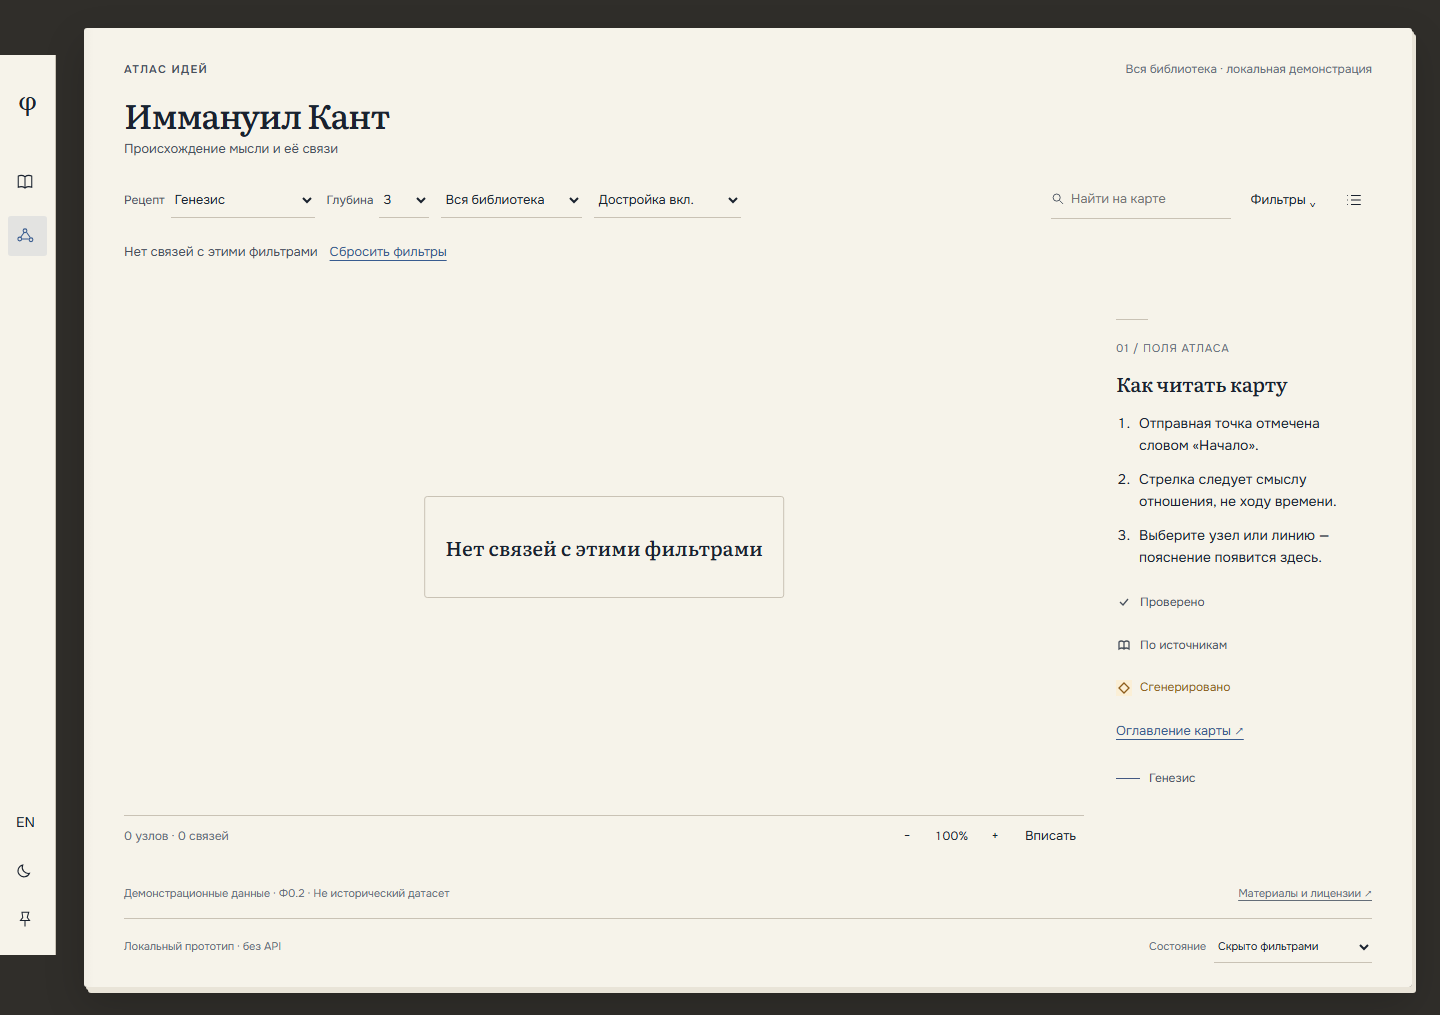 φ
EN
АТЛАС ИДЕЙ
Вся библиотека · локальная демонстрация
Иммануил Кант
Происхождение мысли и её связи
Рецепт Генезис Глубина 3 Вся библиотека Достройка вкл. Найти на карте Фильтры
Нет связей с этими фильтрами Сбросить фильтры
Нет связей с этими фильтрами
01 / ПОЛЯ АТЛАСА
Как читать карту
1. Отправная точка отмечена
словом «Начало».
2. Стрелка следует смыслу
отношения, не ходу времени.
3. Выберите узел или линию —
пояснение появится здесь.
Проверено
По источникам
Сгенерировано
Оглавление карты ↗
Генезис
0 узлов · 0 связей − 100% + Вписать
Демонстрационные данные · Ф0.2 · Не исторический датасет
Материалы и лицензии ↗
Локальный прототип · без API
Состояние Скрыто фильтрами